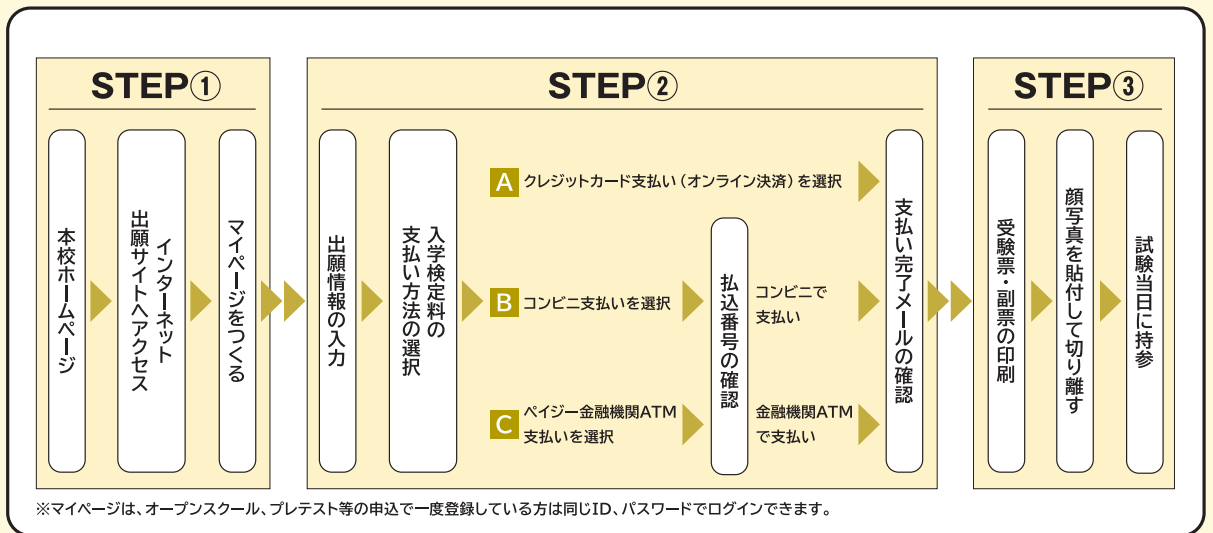 STEP①
本校ホームページ
インターネット
出願サイトへアクセス
マイページをつくる
STEP②
出願情報の入力
入学検定料の
支払い方法の選択
A クレジットカード支払い（オンライン決済）を選択
B コンビニ支払いを選択
C ペイジー金融機関ATM
支払いを選択
払込番号の確認
コンビニで
支払い
金融機関ATM
で支払い
支払い完了メールの確認
STEP③
受験票・副票の印刷
顔写真を貼付して切り離す
試験当日に持参
※マイページは、オープンスクール、プレテスト等の申込で一度登録している方は同じID、パスワードでログインできます。